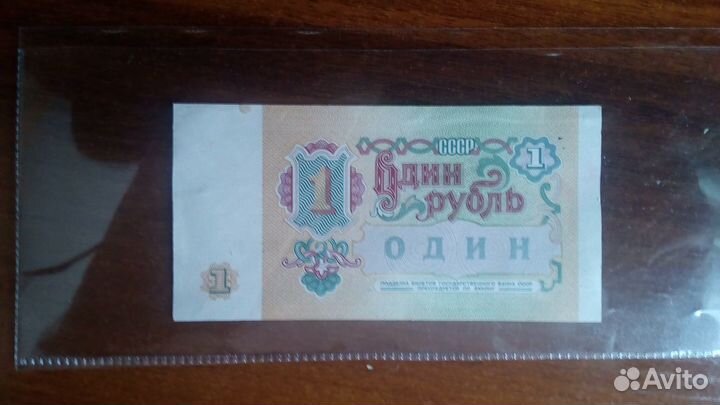 СССР
1
Один
1
рубль
ОДИН
1
ПОДДЕЛКА БИЛЕТОВ ГОСУДАРСТВЕННОГО БАНКА СССР
ПРЕСЛЕДУЕТСЯ ПО ЗАКОНУ
Avito